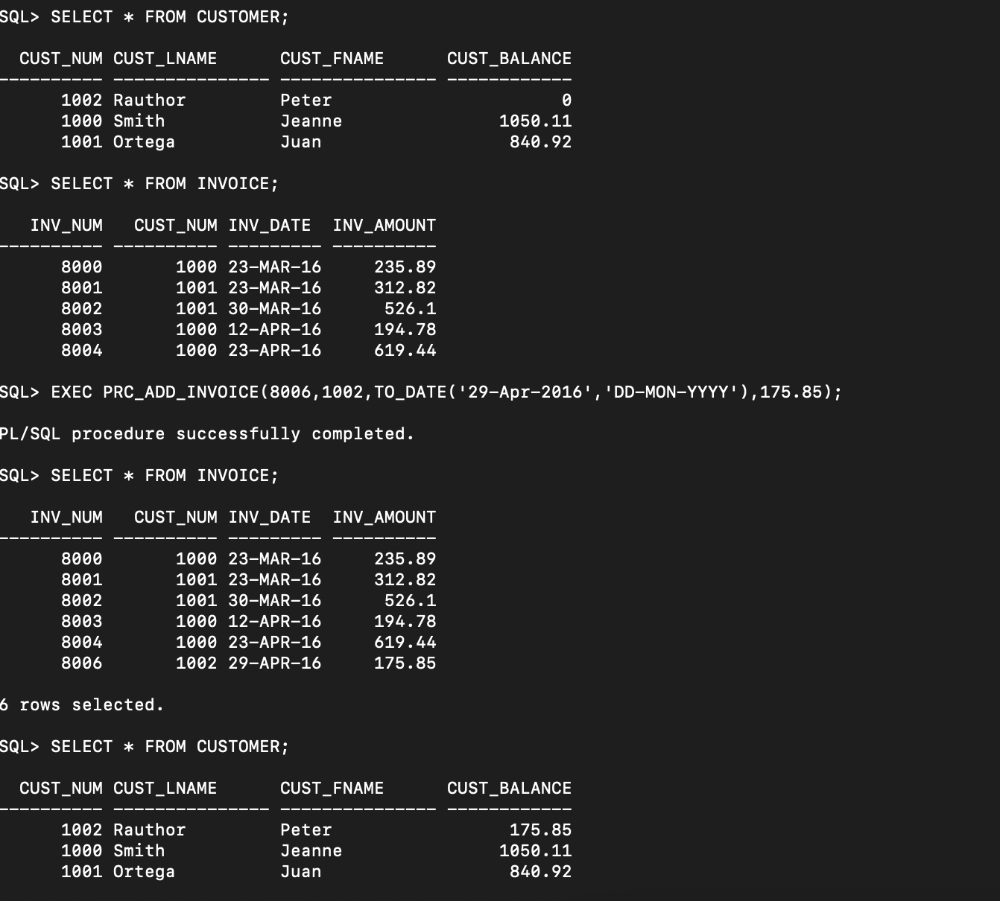 SQL> SELECT * FROM CUSTOMER;
CUST_NUM CUST_LNAME CUST_FNAME CUST_BALANCE
---------- --------------- --------------- ------------
1002 Rauthor Peter 0
1000 Smith Jeanne 1050.11
1001 Ortega Juan 840.92
SQL> SELECT * FROM INVOICE;
INV_NUM CUST_NUM INV_DATE INV_AMOUNT
---------- ---------- --------- ----------
8000 1000 23-MAR-16 235.89
8001 1001 23-MAR-16 312.82
8002 1001 30-MAR-16 526.1
8003 1000 12-APR-16 194.78
8004 1000 23-APR-16 619.44
SQL> EXEC PRC_ADD_INVOICE(8006,1002,TO_DATE('29-Apr-2016','DD-MON-YYYY'),175.85);
PL/SQL procedure successfully completed.
SQL> SELECT * FROM INVOICE;
INV_NUM CUST_NUM INV_DATE INV_AMOUNT
---------- ---------- --------- ----------
8000 1000 23-MAR-16 235.89
8001 1001 23-MAR-16 312.82
8002 1001 30-MAR-16 526.1
8003 1000 12-APR-16 194.78
8004 1000 23-APR-16 619.44
8006 1002 29-APR-16 175.85
6 rows selected.
SQL> SELECT * FROM CUSTOMER;
CUST_NUM CUST_LNAME CUST_FNAME CUST_BALANCE
---------- --------------- --------------- ------------
1002 Rauthor Peter 175.85
1000 Smith Jeanne 1050.11
1001 Ortega Juan 840.92